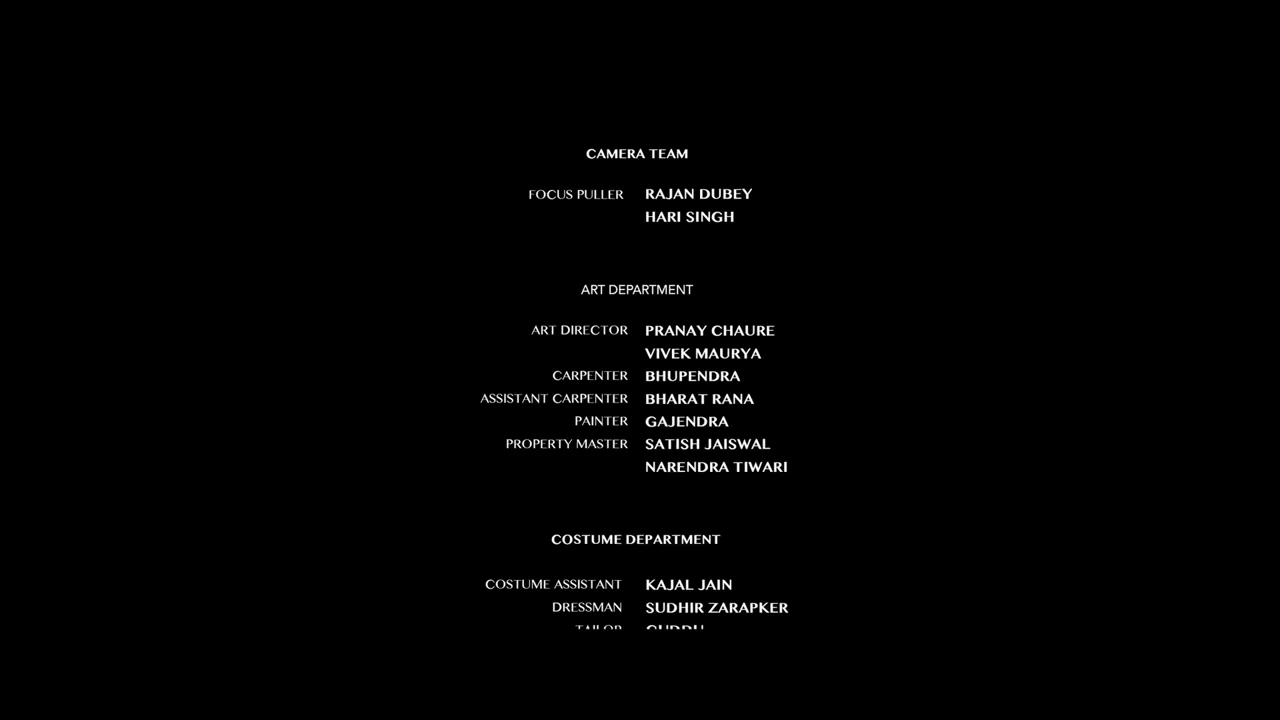 CAMERA TEAM
FOCUS PULLER RAJAN DUBEY
HARI SINGH
ART DEPARTMENT
ART DIRECTOR PRANAY CHAURE
VIVEK MAURYA
CARPENTER BHUPENDRA
ASSISTANT CARPENTER BHARAT RANA
PAINTER GAJENDRA
PROPERTY MASTER SATISH JAISWAL
NARENDRA TIWARI
COSTUME DEPARTMENT
COSTUME ASSISTANT KAJAL JAIN
DRESSMAN SUDHIR ZARAPKER
TAILOR